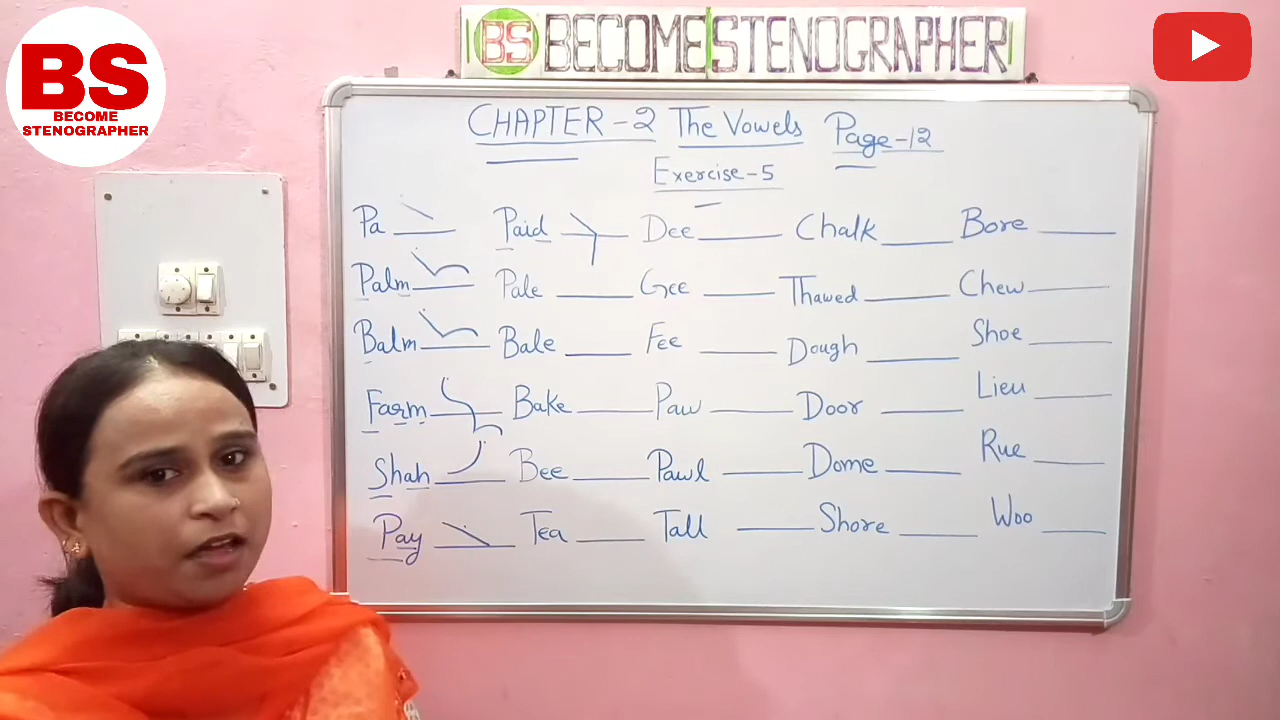 BS BECOME STENOGRAPHER
BS
BECOME
STENOGRAPHER
CHAPTER-2 The Vowels Page-12
Exercise-5
Pa Paid Dee Chalk Bore
Palm Pale Gee Thawed Chew
Balm Bale Fee Dough Shoe
Farm Bake Paw Door Lieu
Shah Bee Pawl Dome Rue
Pay Tea Tall Shore Woo